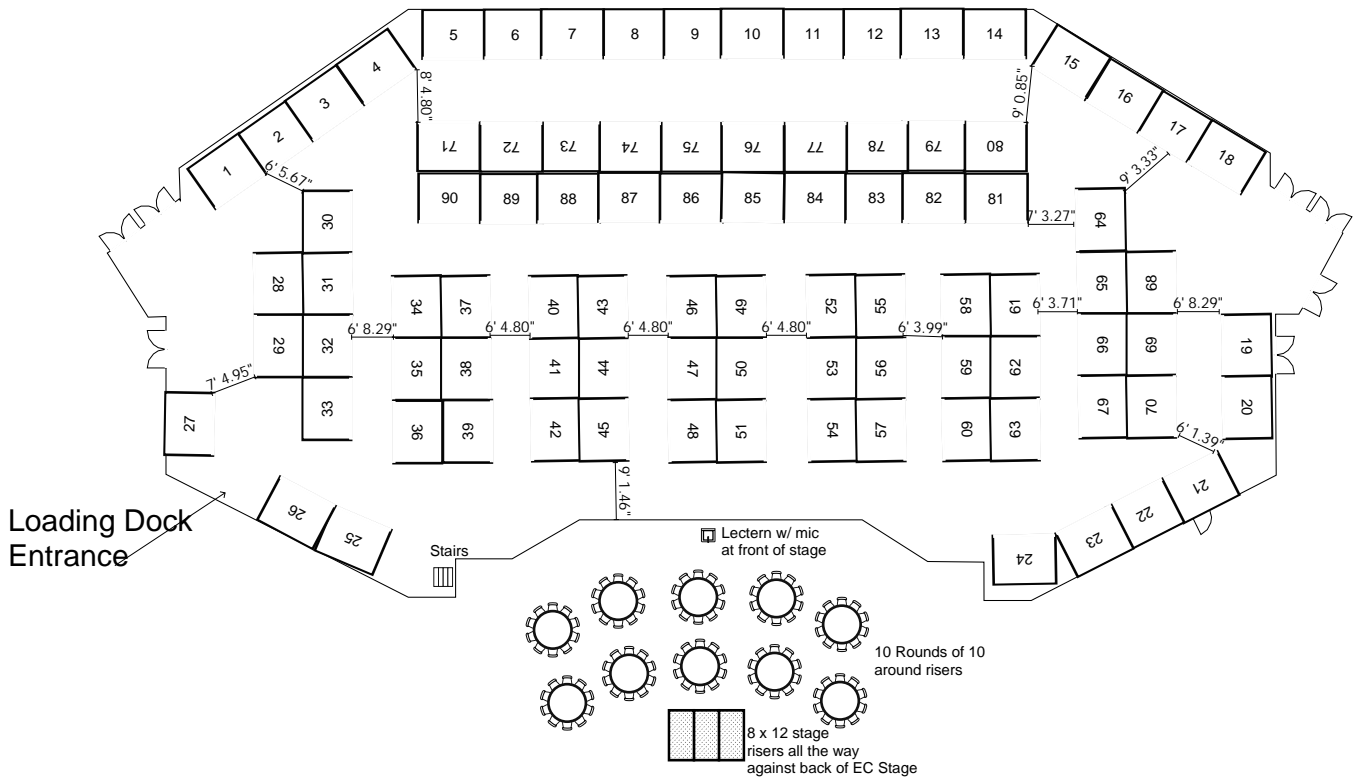 5 6 7 8 9 10 11 12 13 14
4 15
3 16
2 17
1 18
8' 4.80" 9' 0.85"
71 72 73 74 75 76 77 78 79 80
6' 5.67" 9' 3.33"
90 89 88 87 86 85 84 83 82 81
30 7' 3.27" 64
28 31 34 37 40 43 46 49 52 55 58 61 65 68
6' 8.29" 6' 4.80" 6' 4.80" 6' 4.80" 6' 3.99" 6' 3.71" 6' 8.29"
29 32 35 38 41 44 47 50 53 56 59 62 66 69 19
7' 4.95"
27 33 36 39 42 45 48 51 54 57 60 63 67 70 20
6' 1.39"
9' 1.46"
26 25 24 23 22 21
Loading Dock
Entrance
Stairs
Lectern w/ mic
at front of stage
10 Rounds of 10
around risers
8 x 12 stage
risers all the way
against back of EC Stage